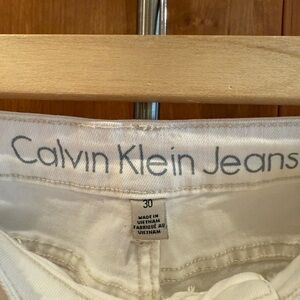 Calvin Klein Jeans
30
MADE IN
VIETNAM
FABRIQUÉ AU
VIETNAM